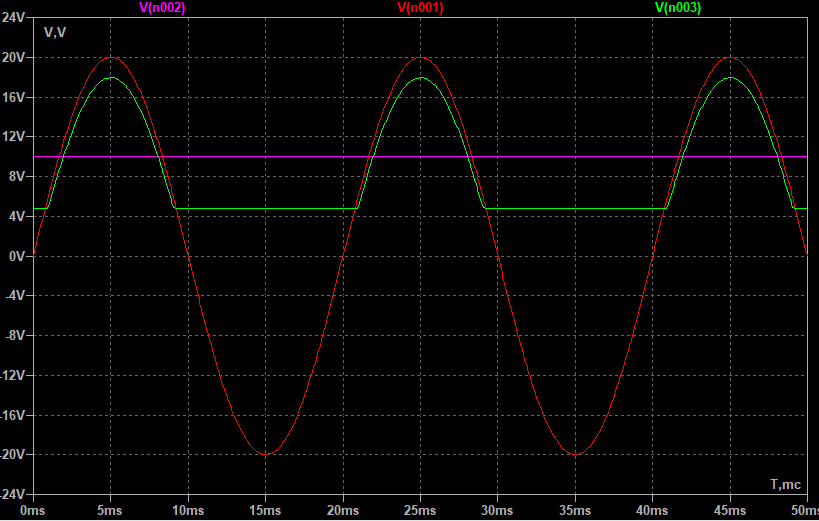 V(n002) V(n001) V(n003)
24V
V,V
20V
16V
12V
8V
4V
0V
-4V
-8V
-12V
-16V
-20V
T,mc
-24V
0ms 5ms 10ms 15ms 20ms 25ms 30ms 35ms 40ms 45ms 50ms